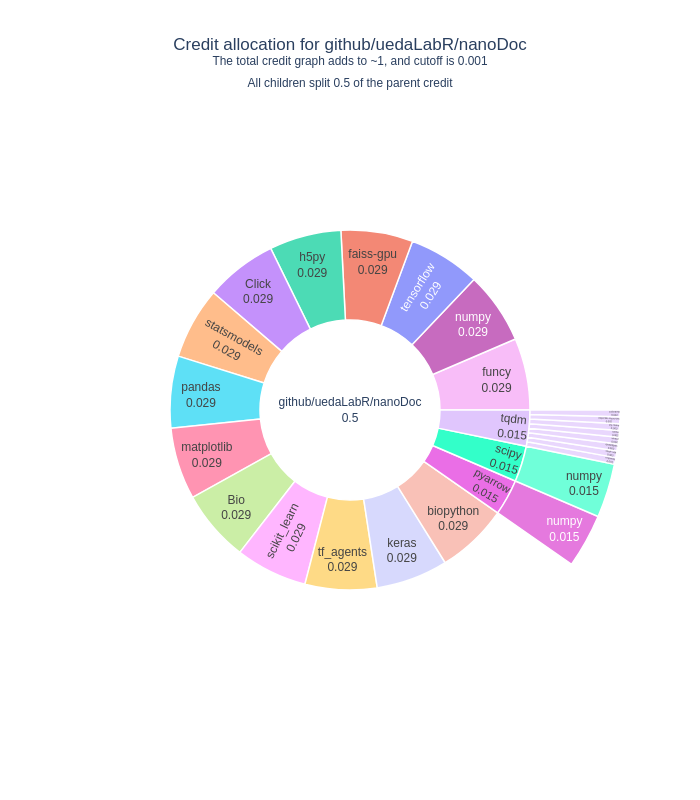 Credit allocation for github/uedaLabR/nanoDoc
The total credit graph adds to ~1, and cutoff is 0.001
All children split 0.5 of the parent credit
github/uedaLabR/nanoDoc
0.5
funcy
0.029
numpy
0.029
tensorflow
0.029
faiss-gpu
0.029
h5py
0.029
Click
0.029
statsmodels
0.029
pandas
0.029
matplotlib
0.029
Bio
0.029
scikit_learn
0.029
tf_agents
0.029
keras
0.029
biopython
0.029
pyarrow
0.015
scipy
0.015
tqdm
0.015
numpy
0.015
numpy
0.015